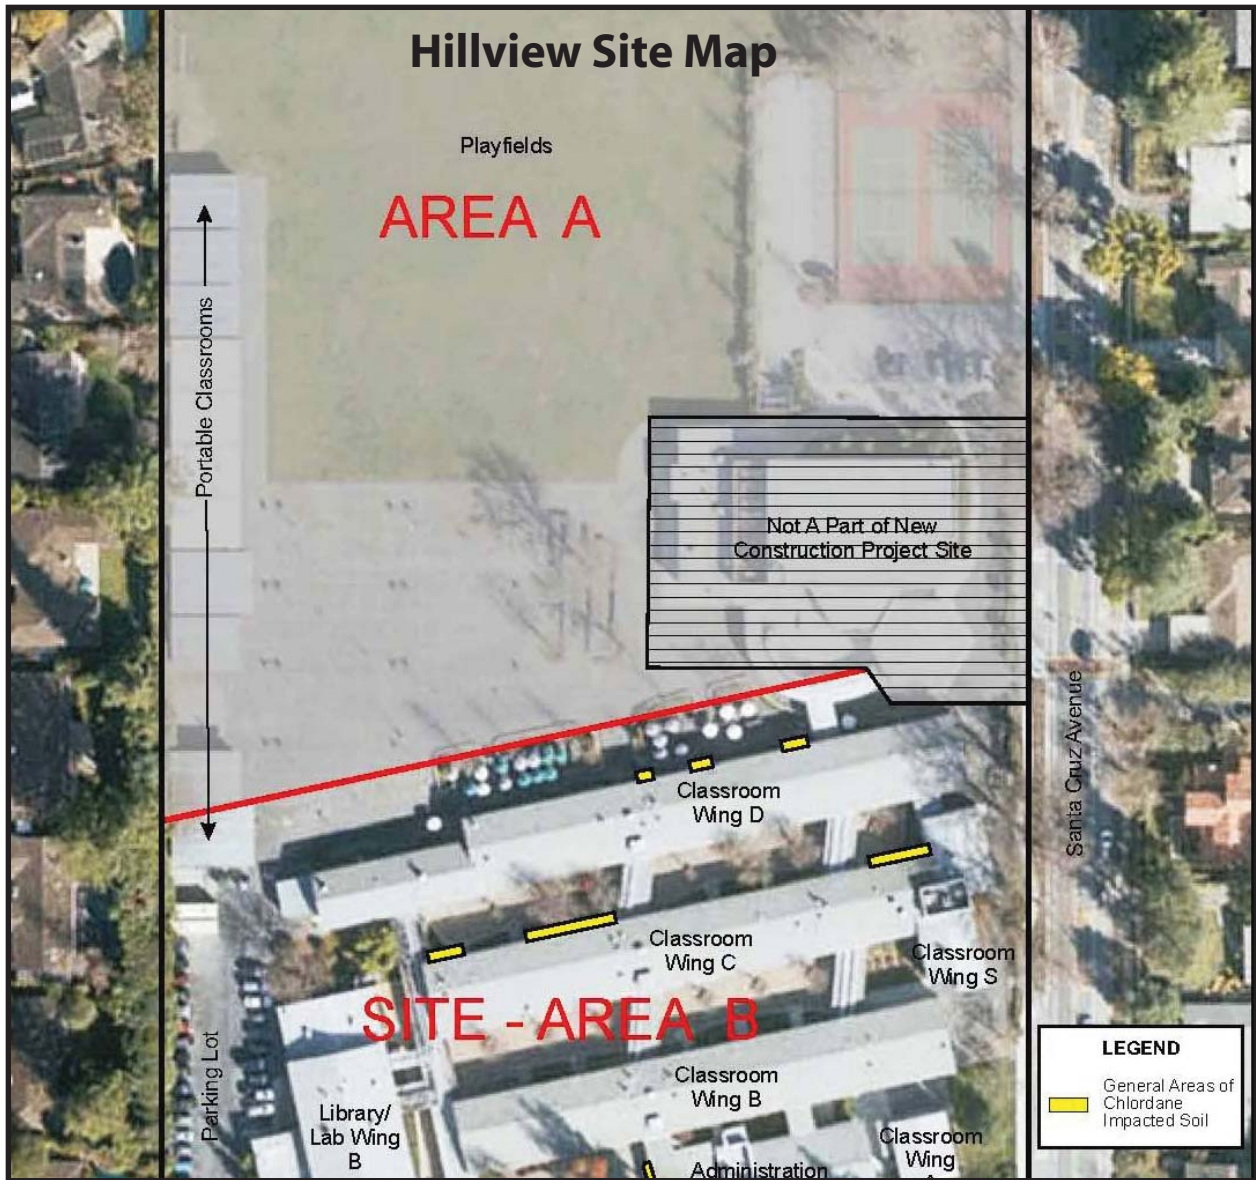 Hillview Site Map
Playfields
AREA A
Portable Classrooms
Not A Part of New
Construction Project Site
Santa Cruz Avenue
Classroom
Wing D
Classroom
Wing C
Classroom
Wing S
SITE - AREA B
Parking Lot
Classroom
Wing B
Library/
Lab Wing
B
Classroom
Wing
Administration
LEGEND
General Areas of
Chlordane
Impacted Soil